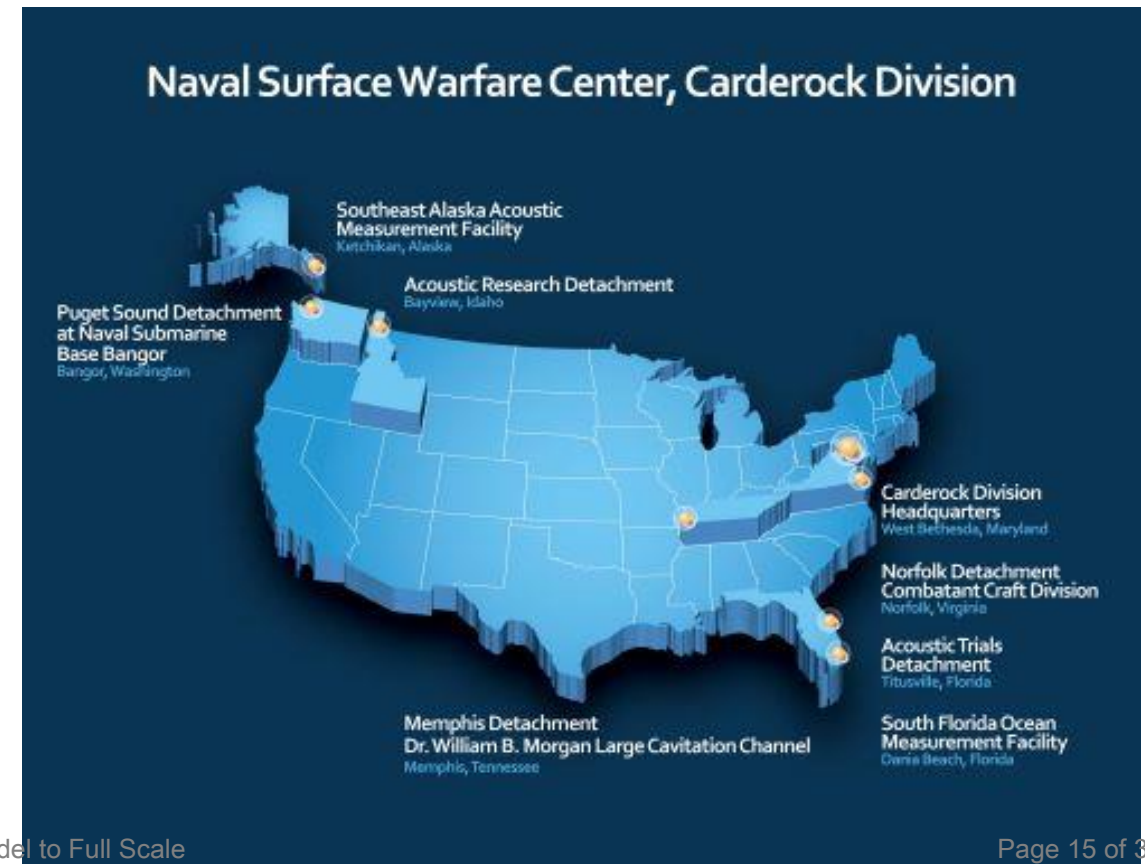 Naval Surface Warfare Center, Carderock Division
Southeast Alaska Acoustic
Measurement Facility
Ketchikan, Alaska
Acoustic Research Detachment
Bayview, Idaho
Puget Sound Detachment
at Naval Submarine
Base Bangor
Bangor, Washington
Carderock Division
Headquarters
West Bethesda, Maryland
Norfolk Detachment
Combatant Craft Division
Norfolk, Virginia
Acoustic Trials
Detachment
Titusville, Florida
Memphis Detachment
Dr. William B. Morgan Large Cavitation Channel
Memphis, Tennessee
South Florida Ocean
Measurement Facility
Dania Beach, Florida
del to Full Scale
Page 15 of 3